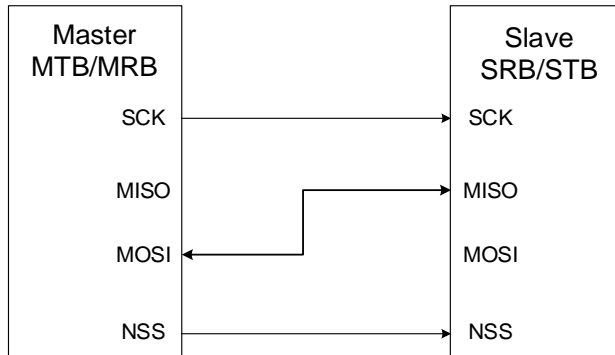 Master
MTB/MRB
SCK
MISO
MOSI
NSS
Slave
SRB/STB
SCK
MISO
MOSI
NSS